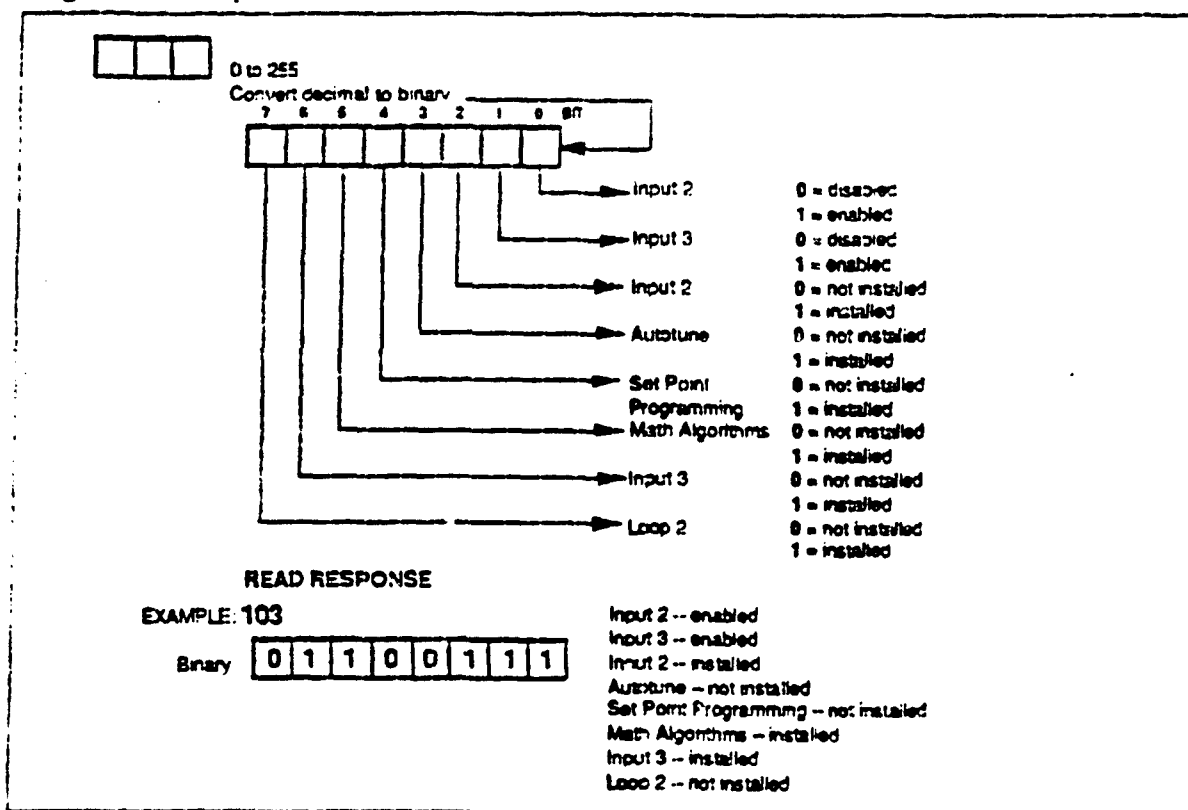 0 to 255
Convert decimal to binary
7 6 5 4 3 2 1 0 BIT
Input 2 0 = disabled
1 = enabled
Input 3 0 = disabled
1 = enabled
Input 2 0 = not installed
1 = installed
Autotune 0 = not installed
1 = installed
Set Point 0 = not installed
Programming 1 = installed
Math Algorithms 0 = not installed
1 = installed
Input 3 0 = not installed
1 = installed
Loop 2 0 = not installed
1 = installed
READ RESPONSE
EXAMPLE: 103
Binary 0 1 1 0 0 1 1 1
Input 2 -- enabled
Input 3 -- enabled
Input 2 -- installed
Autotune -- not installed
Set Point Programming -- not installed
Math Algorithms -- installed
Input 3 -- installed
Loop 2 -- not installed